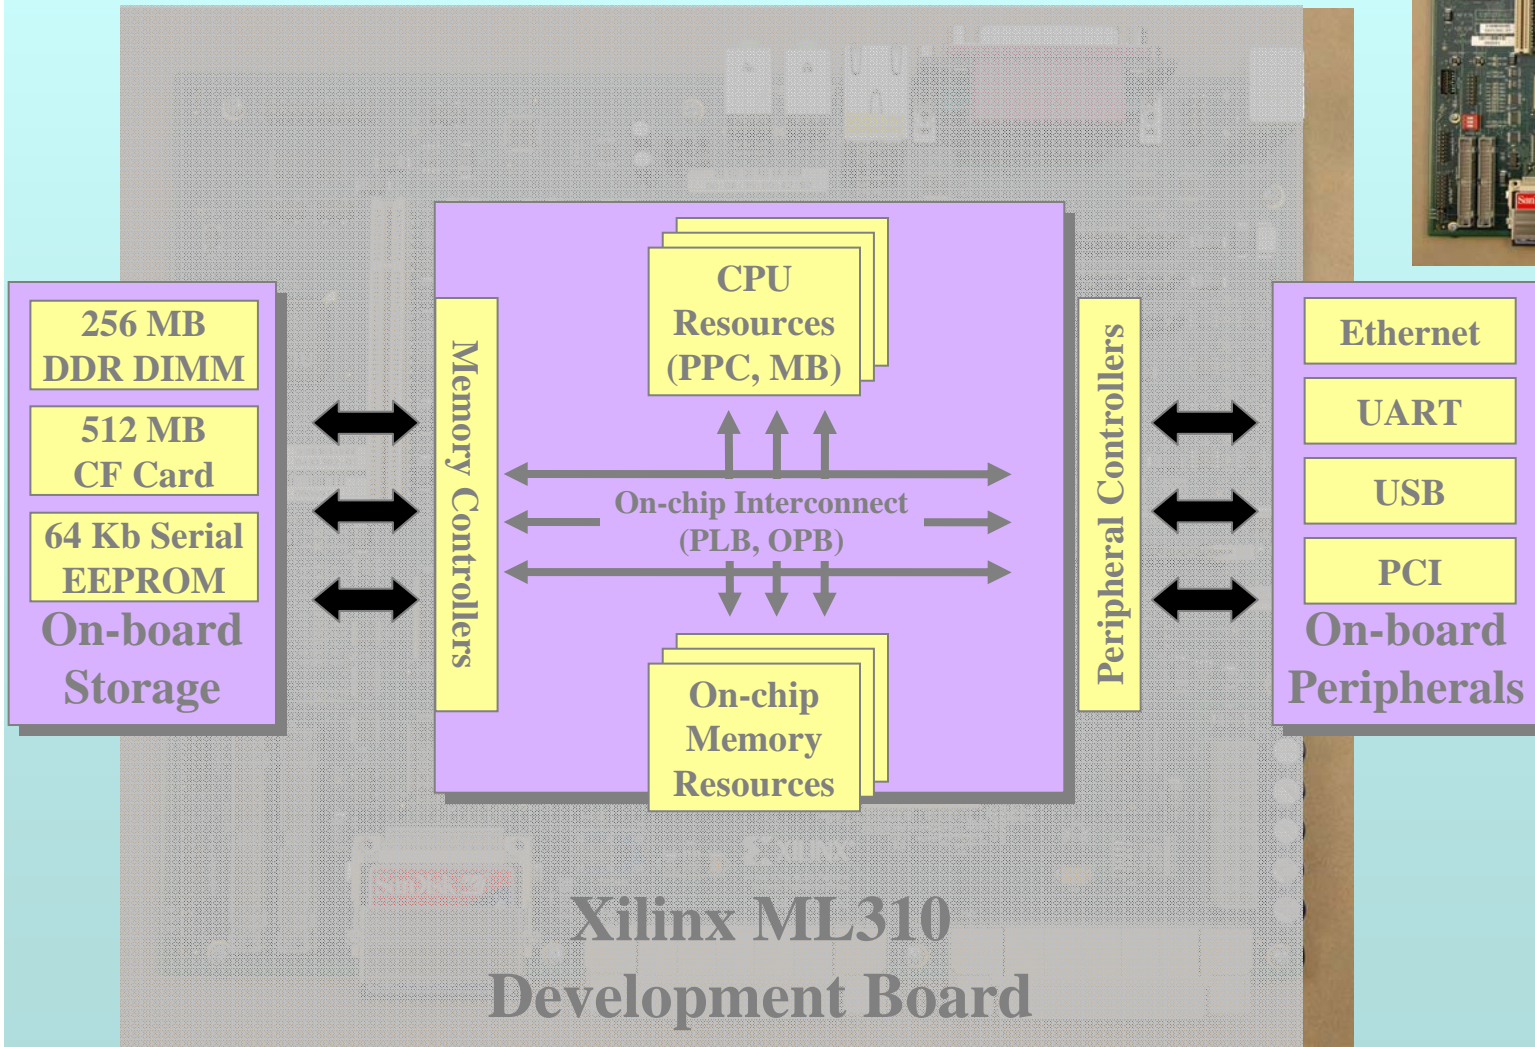 256 MB
DDR DIMM
512 MB
CF Card
64 Kb Serial
EEPROM
On-board
Storage
Memory Controllers
CPU
Resources
(PPC, MB)
On-chip Interconnect
(PLB, OPB)
On-chip
Memory
Resources
Peripheral Controllers
Ethernet
UART
USB
PCI
On-board
Peripherals
XILINX
SanDisk
Xilinx ML310
Development Board